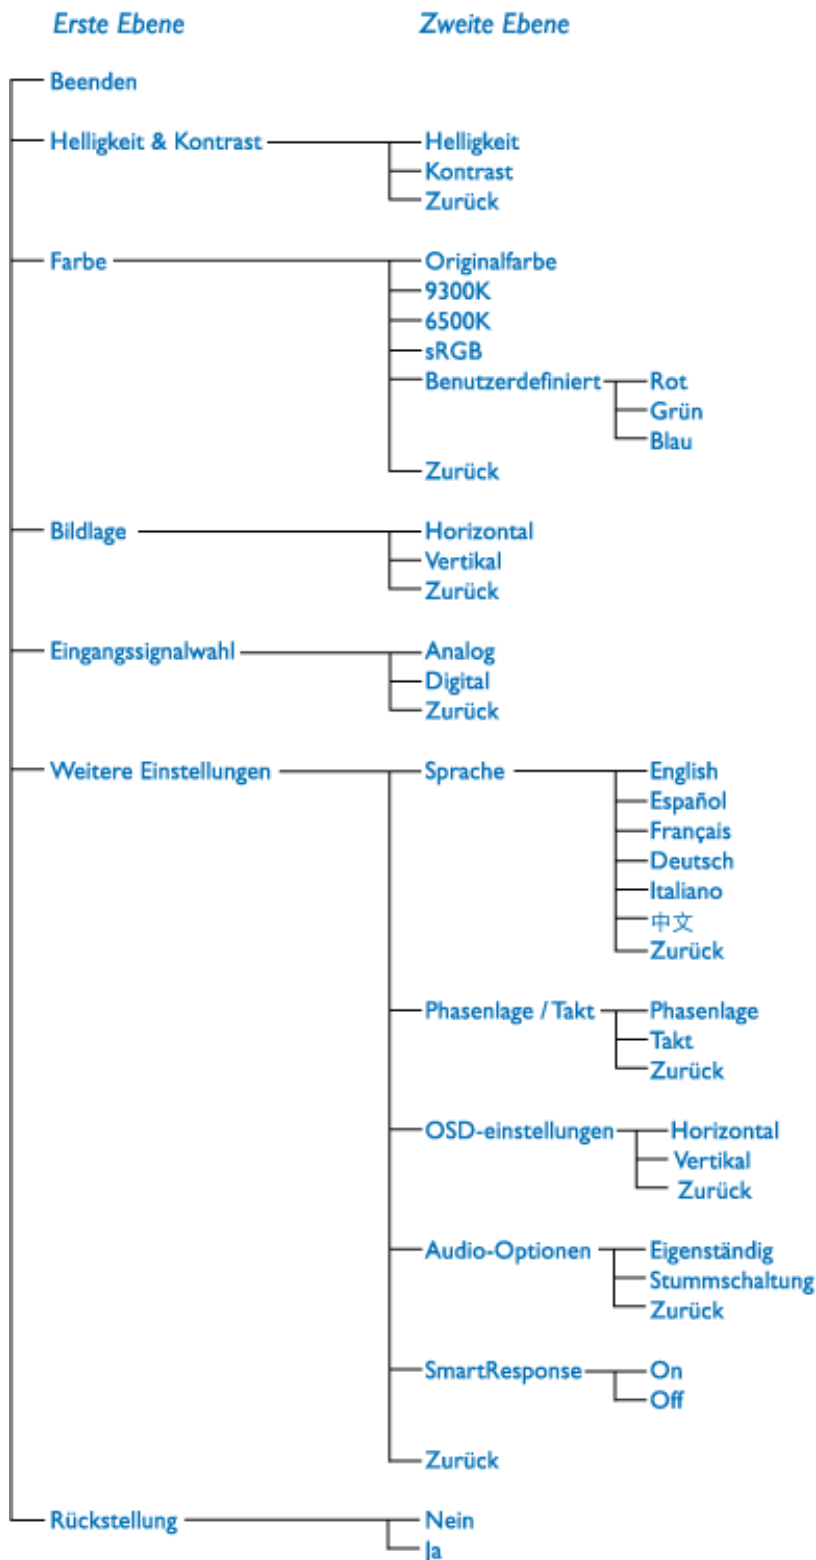 Erste Ebene Zweite Ebene
Beenden
Helligkeit & Kontrast Helligkeit
Kontrast
Zurück
Farbe Originalfarbe
9300K
6500K
sRGB
Benutzerdefiniert Rot
Grün
Blau
Zurück
Bildlage Horizontal
Vertikal
Zurück
Eingangssignalwahl Analog
Digital
Zurück
Weitere Einstellungen Sprache English
Español
Français
Deutsch
Italiano
中文
Zurück
Phasenlage / Takt Phasenlage
Takt
Zurück
OSD-einstellungen Horizontal
Vertikal
Zurück
Audio-Optionen Eigenständig
Stummschaltung
Zurück
SmartResponse On
Off
Zurück
Rückstellung Nein
Ja